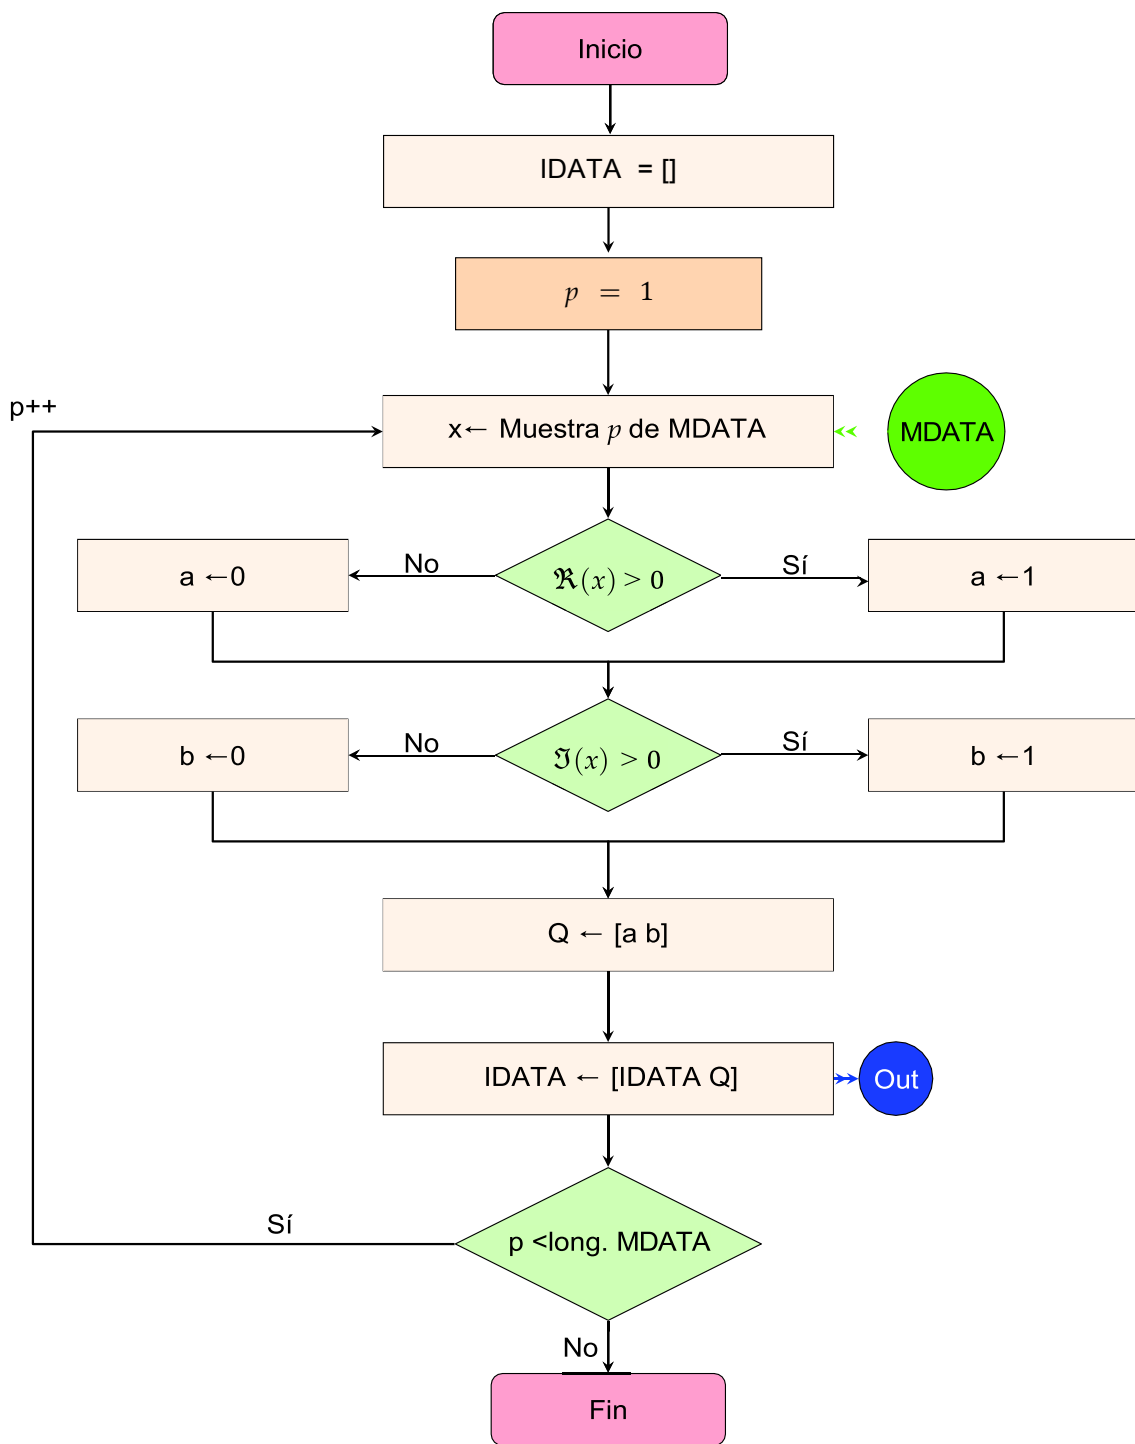 Inicio
IDATA = []
p = 1
p++
x← Muestra p de MDATA
MDATA
No
Sí
a ←0
ℜ(x) > 0
a ←1
No
Sí
b ←0
ℑ(x) > 0
b ←1
Q ← [a b]
IDATA ← [IDATA Q]
Out
Sí
p <long. MDATA
No
Fin